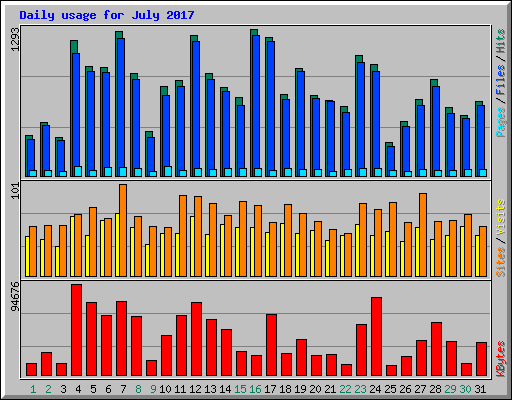 Daily usage for July 2017
1293
Pages / Files / Hits
101
Sites / Visits
94676
KBytes
1 2 3 4 5 6 7 8 9 10 11 12 13 14 15 16 17 18 19 20 21 22 23 24 25 26 27 28 29 30 31